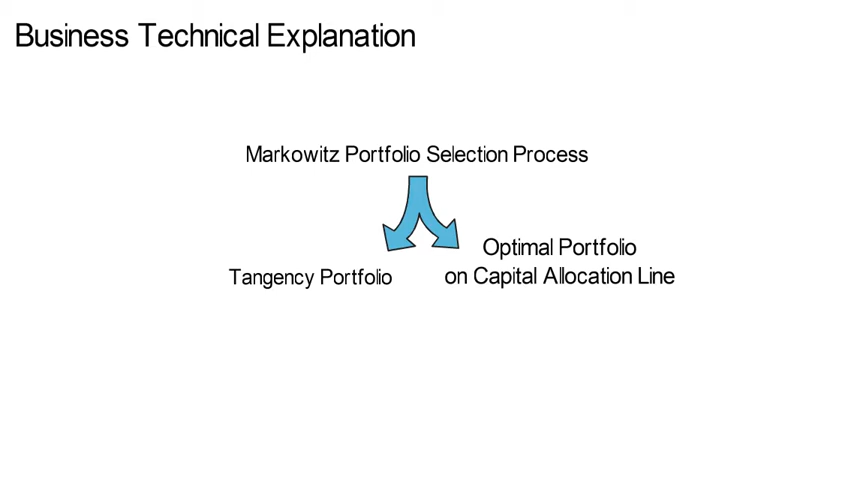 Business Technical Explanation
Markowitz Portfolio Selection Process
Tangency Portfolio
Optimal Portfolio
on Capital Allocation Line